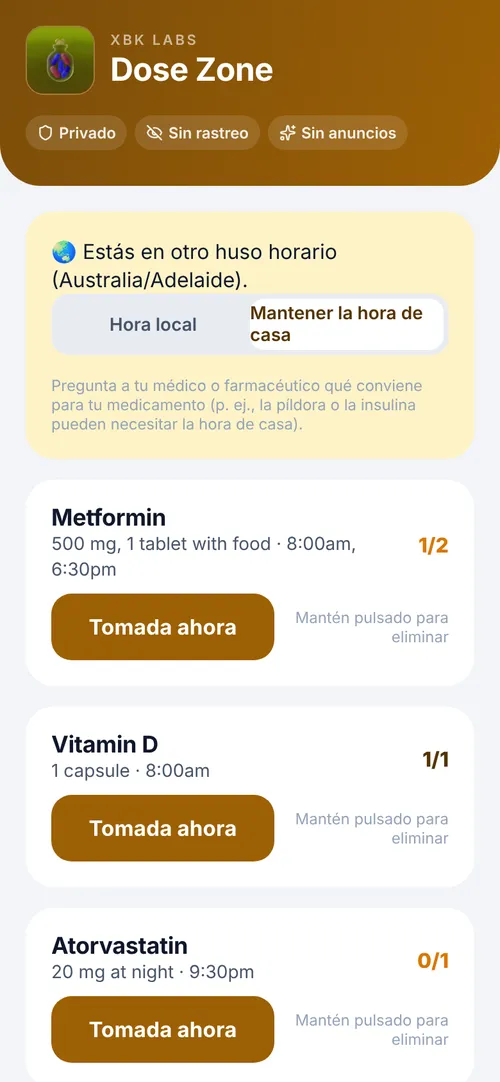 XBK LABS
Dose Zone
Privado
Sin rastreo
Sin anuncios
🌏 Estás en otro huso horario
(Australia/Adelaide).
Hora local
Mantener la hora de
casa
Pregunta a tu médico o farmacéutico qué conviene
para tu medicamento (p. ej., la píldora o la insulina
pueden necesitar la hora de casa).
Metformin
500 mg, 1 tablet with food · 8:00am,
6:30pm
1/2
Tomada ahora
Mantén pulsado para
eliminar
Vitamin D
1 capsule · 8:00am
1/1
Tomada ahora
Mantén pulsado para
eliminar
Atorvastatin
20 mg at night · 9:30pm
0/1
Tomada ahora
Mantén pulsado para
eliminar